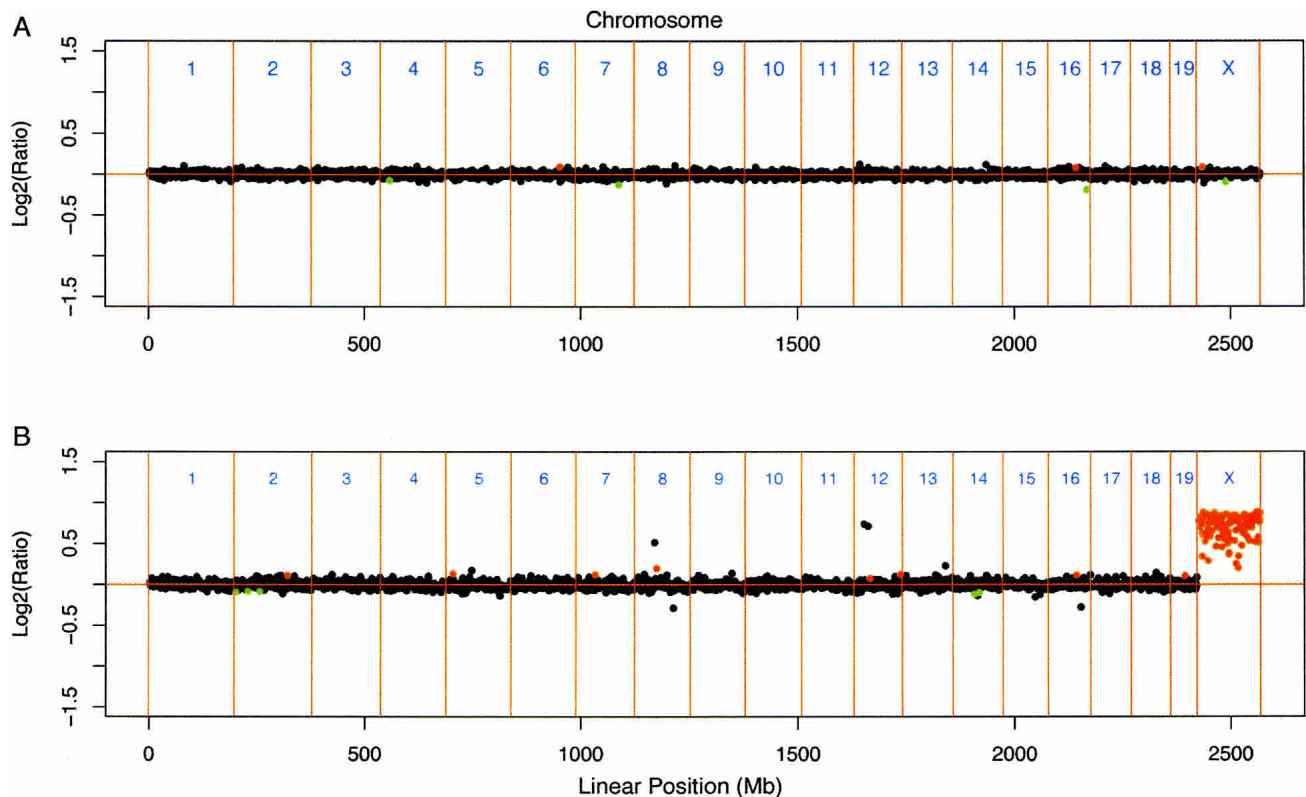 A
Chromosome
1 2 3 4 5 6 7 8 9 10 11 12 13 14 15 16 17 18 19 X
Log2(Ratio)
1.5
0.5
−0.5
−1.5
0 500 1000 1500 2000 2500
B
1 2 3 4 5 6 7 8 9 10 11 12 13 14 15 16 17 18 19 X
Log2(Ratio)
1.5
0.5
−0.5
−1.5
0 500 1000 1500 2000 2500
Linear Position (Mb)